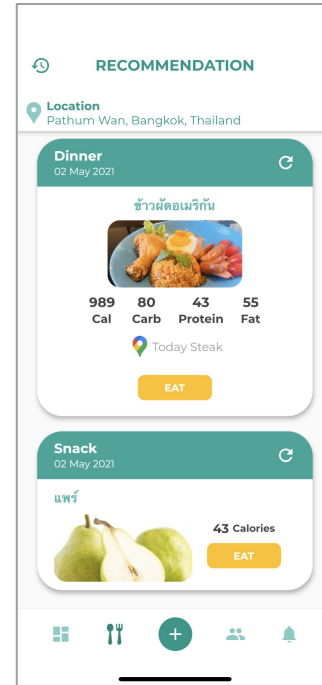 RECOMMENDATION
Location
Pathum Wan, Bangkok, Thailand
Dinner
02 May 2021
ข้าวผัดอเมริกัน
989 80 43 55
Cal Carb Protein Fat
Today Steak
EAT
Snack
02 May 2021
แพร์
43 Calories
EAT